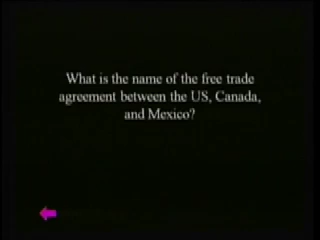 What is the name of the free trade
agreement between the US, Canada,
and Mexico?